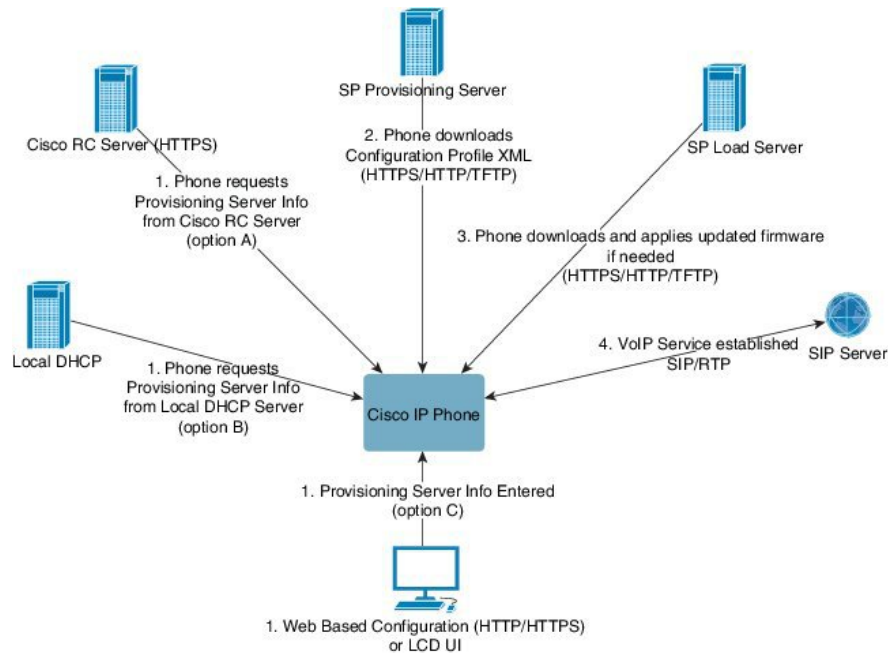 SP Provisioning Server
Cisco RC Server (HTTPS)
SP Load Server
2. Phone downloads
Configuration Profile XML
(HTTPS/HTTP/TFTP)
1. Phone requests
Provisioning Server Info
from Cisco RC Server
(option A)
3. Phone downloads and applies updated firmware
if needed
(HTTPS/HTTP/TFTP)
Local DHCP
1. Phone requests
Provisioning Server Info
from Local DHCP Server
(option B)
4. VoIP Service established
SIP/RTP
SIP Server
Cisco IP Phone
1. Provisioning Server Info Entered
(option C)
1. Web Based Configuration (HTTP/HTTPS)
or LCD UI